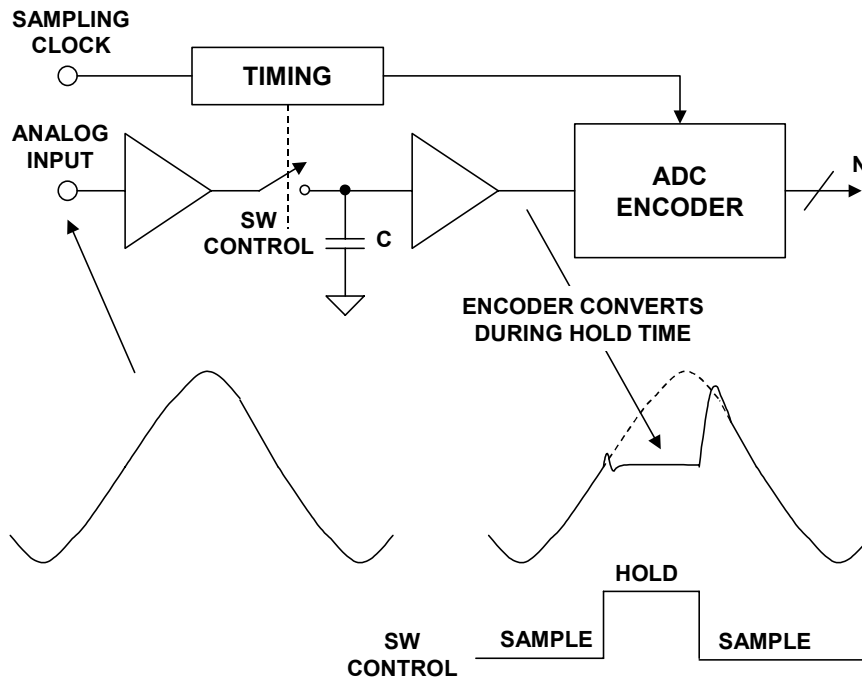 SAMPLING
CLOCK
TIMING
ANALOG
INPUT
SW
CONTROL
C
ADC
ENCODER
N
ENCODER CONVERTS
DURING HOLD TIME
HOLD
SAMPLE
SAMPLE
SW
CONTROL